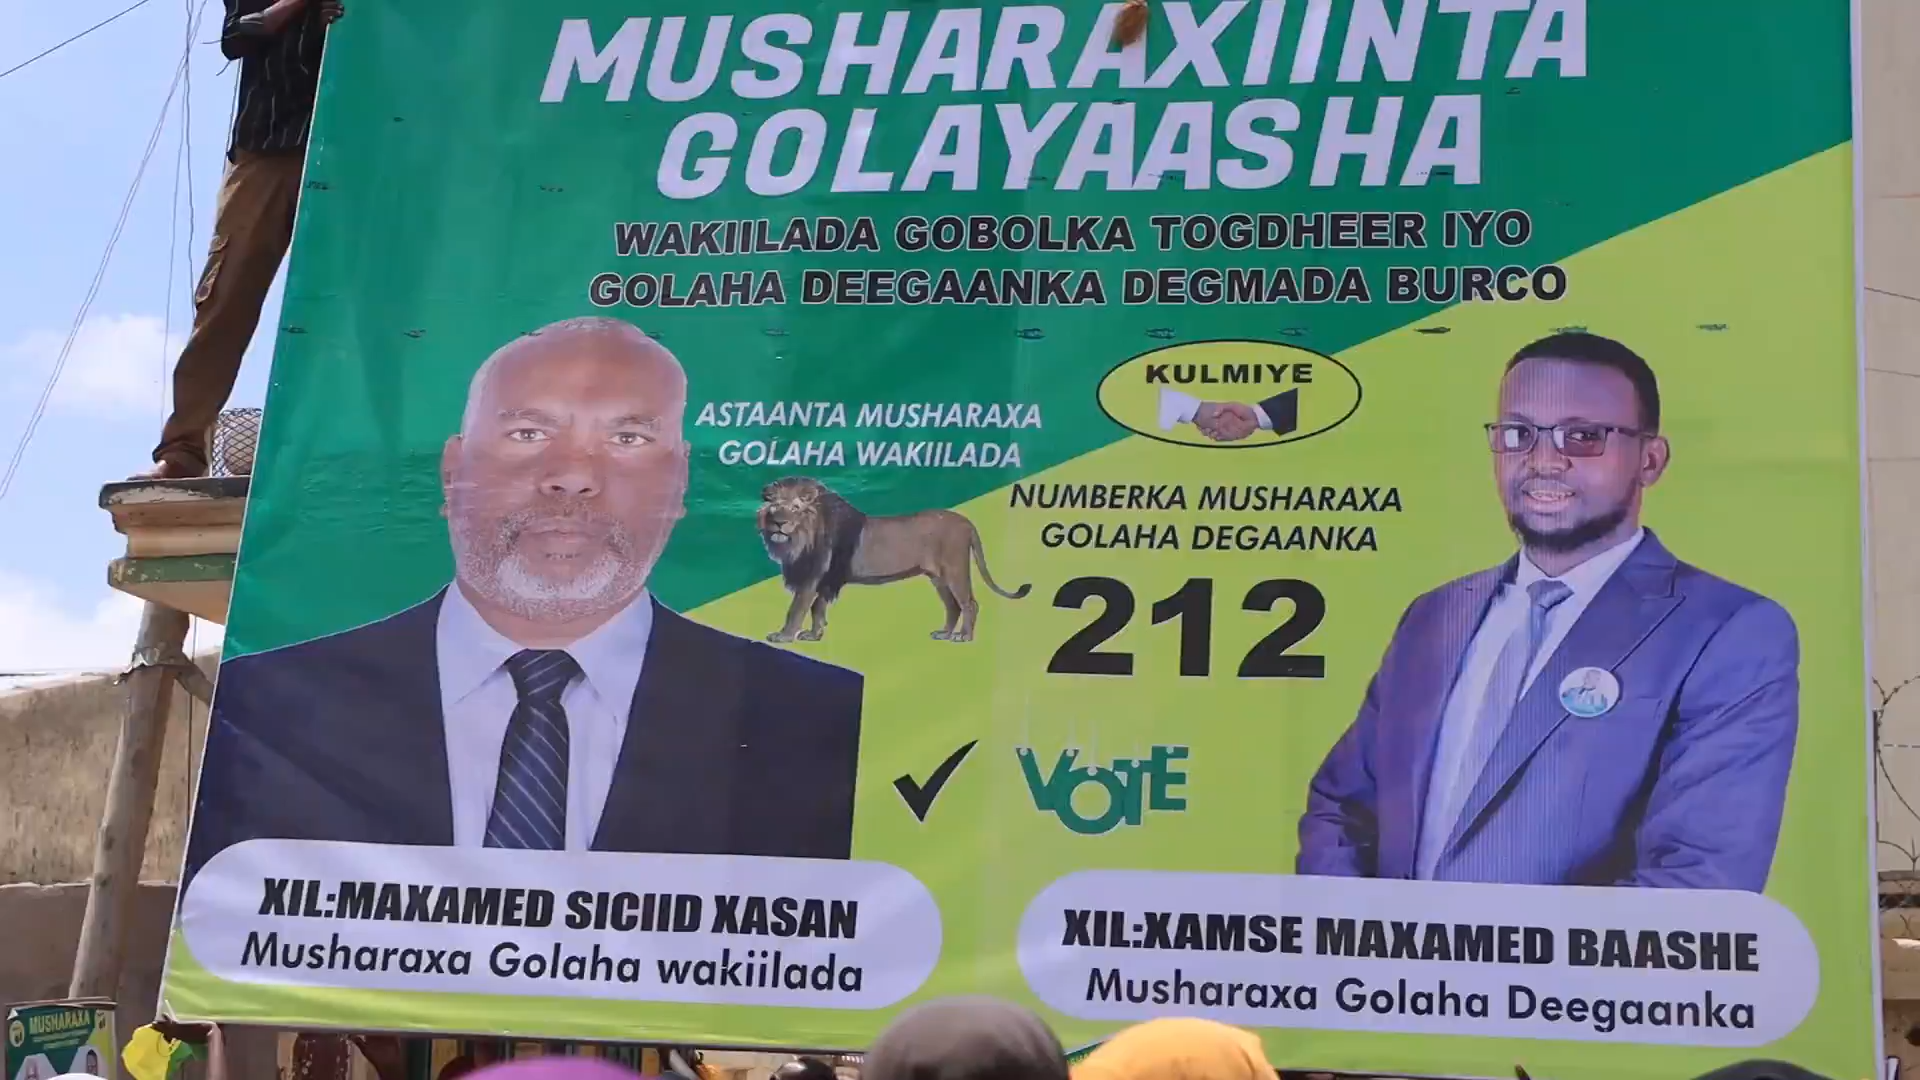 MUSHARAXIINTA
GOLAYAASHA
WAKIILADA GOBOLKA TOGDHEER IYO
GOLAHA DEEGAANKA DEGMADA BURCO
KULMIYE
ASTAANTA MUSHARAXA
GOLAHA WAKIILADA
NUMBERKA MUSHARAXA
GOLAHA DEGAANKA
212
VOTE
XIL:MAXAMED SICIID XASAN
Musharaxa Golaha wakiilada
XIL:XAMSE MAXAMED BAASHE
Musharaxa Golaha Deegaanka
MUSHARAXA